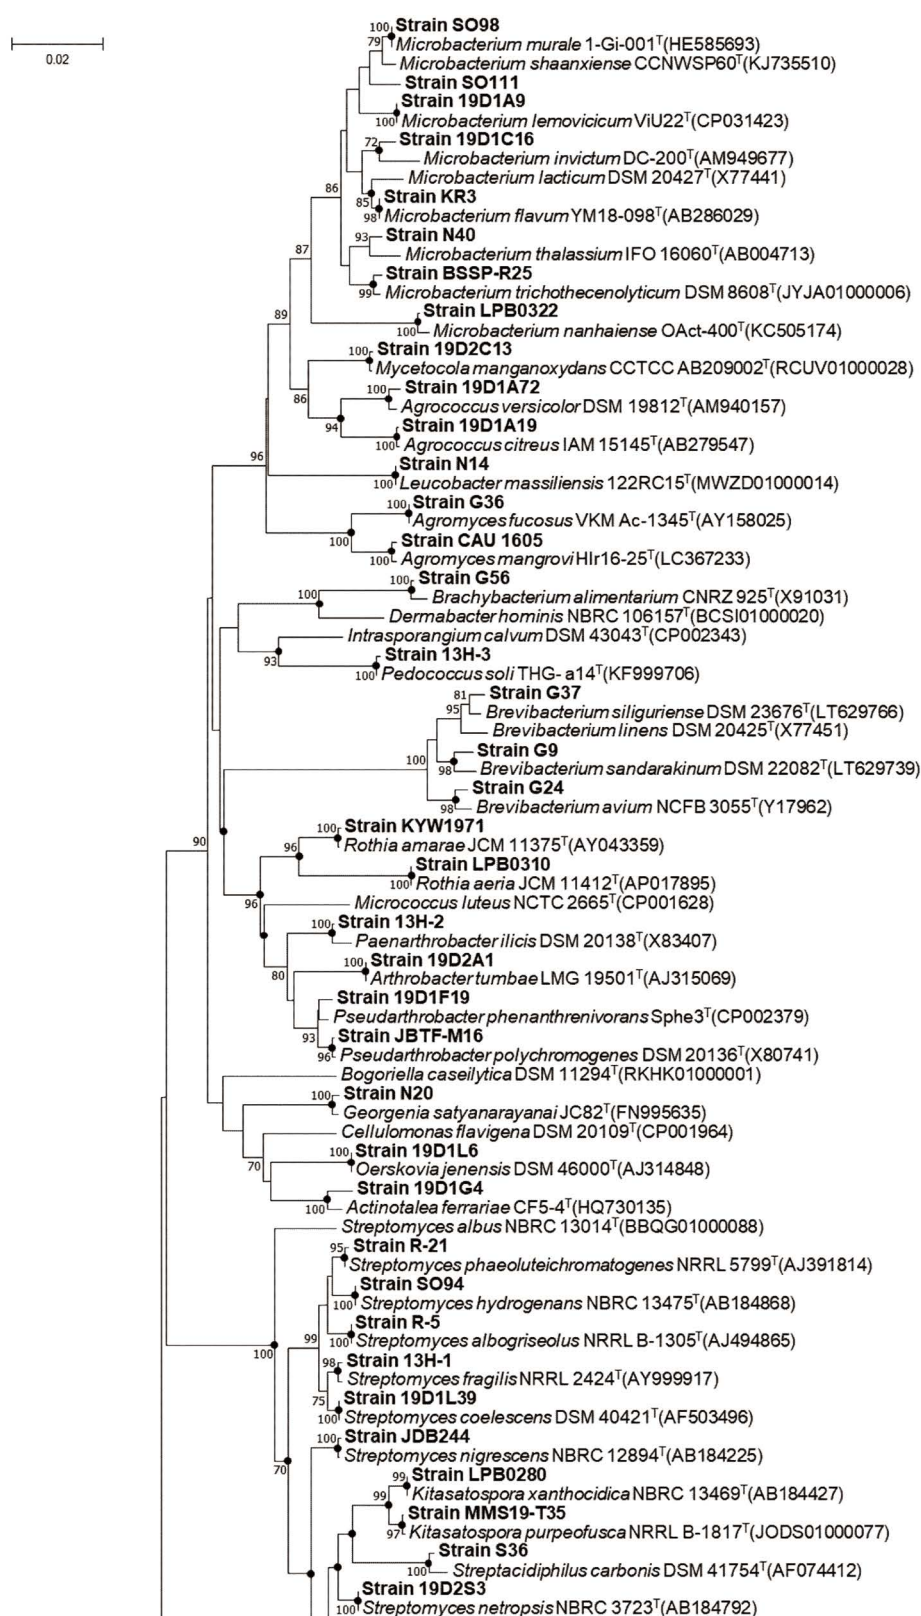 0.02
100 Strain SO98
79 Microbacterium murale 1-Gi-001T(HE585693)
Microbacterium shaanxiense CCNWSP60T(KJ735510)
Strain SO111
Strain 19D1A9
100 Microbacterium lemovicicum ViU22T(CP031423)
72 Strain 19D1C16
Microbacterium invictum DC-200T(AM949677)
Microbacterium lacticum DSM 20427T(X77441)
86
85 Strain KR3
98 Microbacterium flavum YM18-098T(AB286029)
93 Strain N40
Microbacterium thalassium IFO 16060T(AB004713)
87
Strain BSSP-R25
99 Microbacterium trichothecenolyticum DSM 8608T(JYJA01000006)
Strain LPB0322
89
100 Microbacterium nanhaiense OAct-400T(KC505174)
100 Strain 19D2C13
Mycetocola manganoxydans CCTCC AB209002T(RCUV01000028)
100 Strain 19D1A72
86
Agrococcus versicolor DSM 19812T(AM940157)
94 Strain 19D1A19
100 Agrococcus citreus IAM 15145T(AB279547)
96
Strain N14
100 Leucobacter massiliensis 122RC15T(MWZD01000014)
100 Strain G36
Agromyces fucosus VKM Ac-1345T(AY158025)
100 Strain CAU 1605
100 Agromyces mangrovi HIr16-25T(LC367233)
100 Strain G56
100 Brachybacterium alimentarium CNRZ 925T(X91031)
Dermabacter hominis NBRC 106157T(BCSI01000020)
Intrasporangium calvum DSM 43043T(CP002343)
93 Strain 13H-3
100 Pedococcus soli THG- a14T(KF999706)
81 Strain G37
95 Brevibacterium siliguriense DSM 23676T(LT629766)
Brevibacterium linens DSM 20425T(X77451)
100 Strain G9
98 Brevibacterium sandarakinum DSM 22082T(LT629739)
Strain G24
98 Brevibacterium avium NCFB 3055T(Y17962)
100 Strain KYW1971
90 96 Rothia amarae JCM 11375T(AY043359)
Strain LPB0310
100 Rothia aeria JCM 11412T(AP017895)
96 Micrococcus luteus NCTC 2665T(CP001628)
100 Strain 13H-2
Paenarthrobacter ilicis DSM 20138T(X83407)
100 Strain 19D2A1
80 Arthrobacter tumbae LMG 19501T(AJ315069)
Strain 19D1F19
Pseudarthrobacter phenanthrenivorans Sphe3T(CP002379)
93 Strain JBTF-M16
96 Pseudarthrobacter polychromogenes DSM 20136T(X80741)
Bogoriella caseilytica DSM 11294T(RKHK01000001)
100 Strain N20
Georgenia satyanarayanai JC82T(FN995635)
Cellulomonas flavigena DSM 20109T(CP001964)
100 Strain 19D1L6
70 Oerskovia jenensis DSM 46000T(AJ314848)
Strain 19D1G4
100 Actinotalea ferrariae CF5-4T(HQ730135)
Streptomyces albus NBRC 13014T(BBQG01000088)
95 Strain R-21
Streptomyces phaeoluteichromatogenes NRRL 5799T(AJ391814)
Strain SO94
100 Streptomyces hydrogenans NBRC 13475T(AB184868)
Strain R-5
99 100 Streptomyces albogriseolus NRRL B-1305T(AJ494865)
100
98 Strain 13H-1
Streptomyces fragilis NRRL 2424T(AY999917)
75 Strain 19D1L39
100 Streptomyces coelescens DSM 40421T(AF503496)
100 Strain JDB244
Streptomyces nigrescens NBRC 12894T(AB184225)
70
99 Strain LPB0280
99 Kitasatospora xanthocidica NBRC 13469T(AB184427)
Strain MMS19-T35
97 Kitasatospora purpeofusca NRRL B-1817T(JODS01000077)
Strain S36
100 Streptacidiphilus carbonis DSM 41754T(AF074412)
Strain 19D2S3
100 Streptomyces netropsis NBRC 3723T(AB184792)